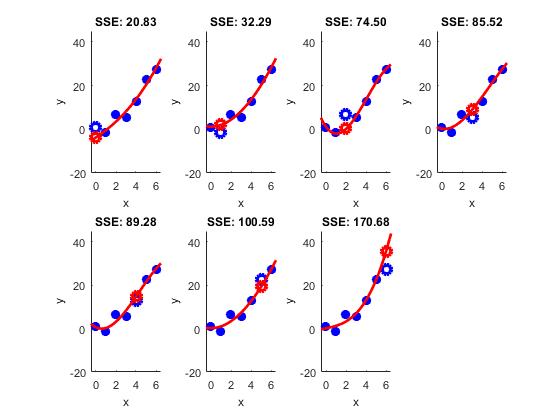 SSE: 20.83 SSE: 32.29 SSE: 74.50 SSE: 85.52
40 40 40 40
y y y y
20 20 20 20
0 0 0 0
-20 -20 -20 -20
0 2 4 6 0 2 4 6 0 2 4 6 0 2 4 6
x x x x
SSE: 89.28 SSE: 100.59 SSE: 170.68
40 40 40
y y y
20 20 20
0 0 0
-20 -20 -20
0 2 4 6 0 2 4 6 0 2 4 6
x x x